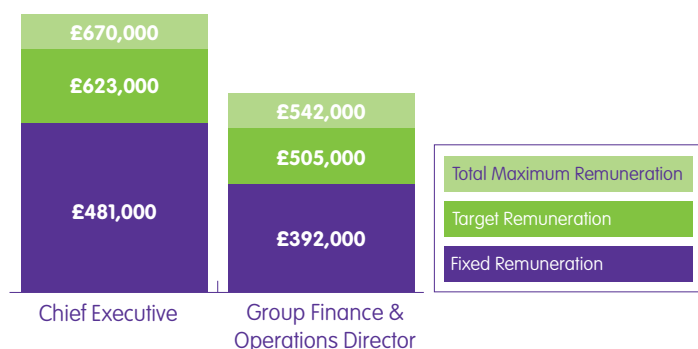 £670,000
£623,000
£481,000
£542,000
£505,000
£392,000
Total Maximum Remuneration
Target Remuneration
Fixed Remuneration
Chief Executive
Group Finance &
Operations Director